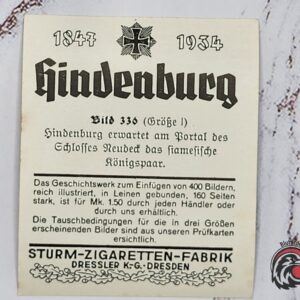 1847 1934
Hindenburg
Bild 336 (Größe 1)
Hindenburg erwartet am Portal des
Schlosses Neudeck das siamesische
Königspaar.
Das Geschichtswerk zum Einfügen von 400 Bildern,
reich illustriert, in Leinen gebunden, 160 Seiten
stark, ist für Mk. 1.50 durch jeden Händler oder
durch uns erhältlich.
Die Tauschbedingungen für die in drei Größen
erscheinenden Bilder sind aus unseren Prüfkarten
ersichtlich.
STURM-ZIGARETTEN-FABRIK
DRESSLER K-G.-DRESDEN